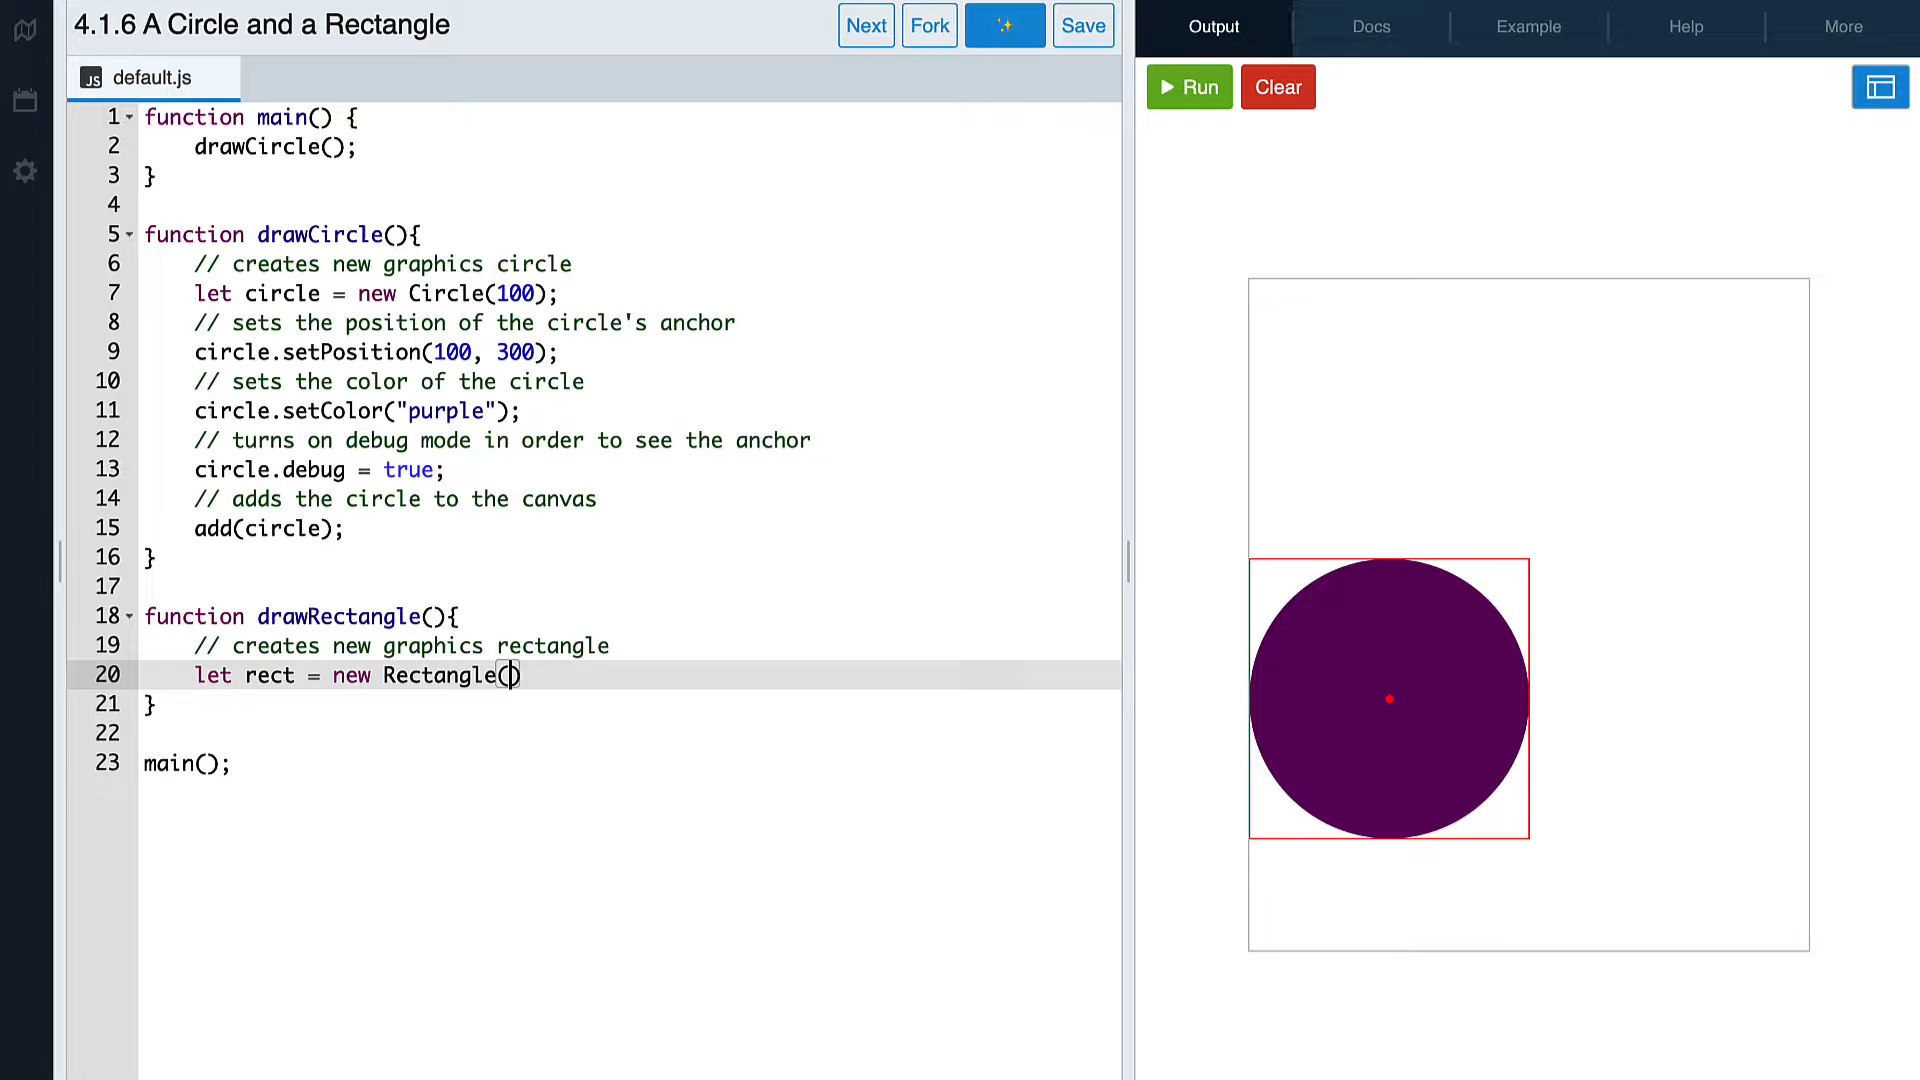 4.1.6 A Circle and a Rectangle
Next Fork Save
JS default.js
1 function main() {
2     drawCircle();
3 }
4
5 function drawCircle(){
6     // creates new graphics circle
7     let circle = new Circle(100);
8     // sets the position of the circle's anchor
9     circle.setPosition(100, 300);
10     // sets the color of the circle
11     circle.setColor("purple");
12     // turns on debug mode in order to see the anchor
13     circle.debug = true;
14     // adds the circle to the canvas
15     add(circle);
16 }
17
18 function drawRectangle(){
19     // creates new graphics rectangle
20     let rect = new Rectangle()
21 }
22
23 main();
Output Docs Example Help More
Run Clear